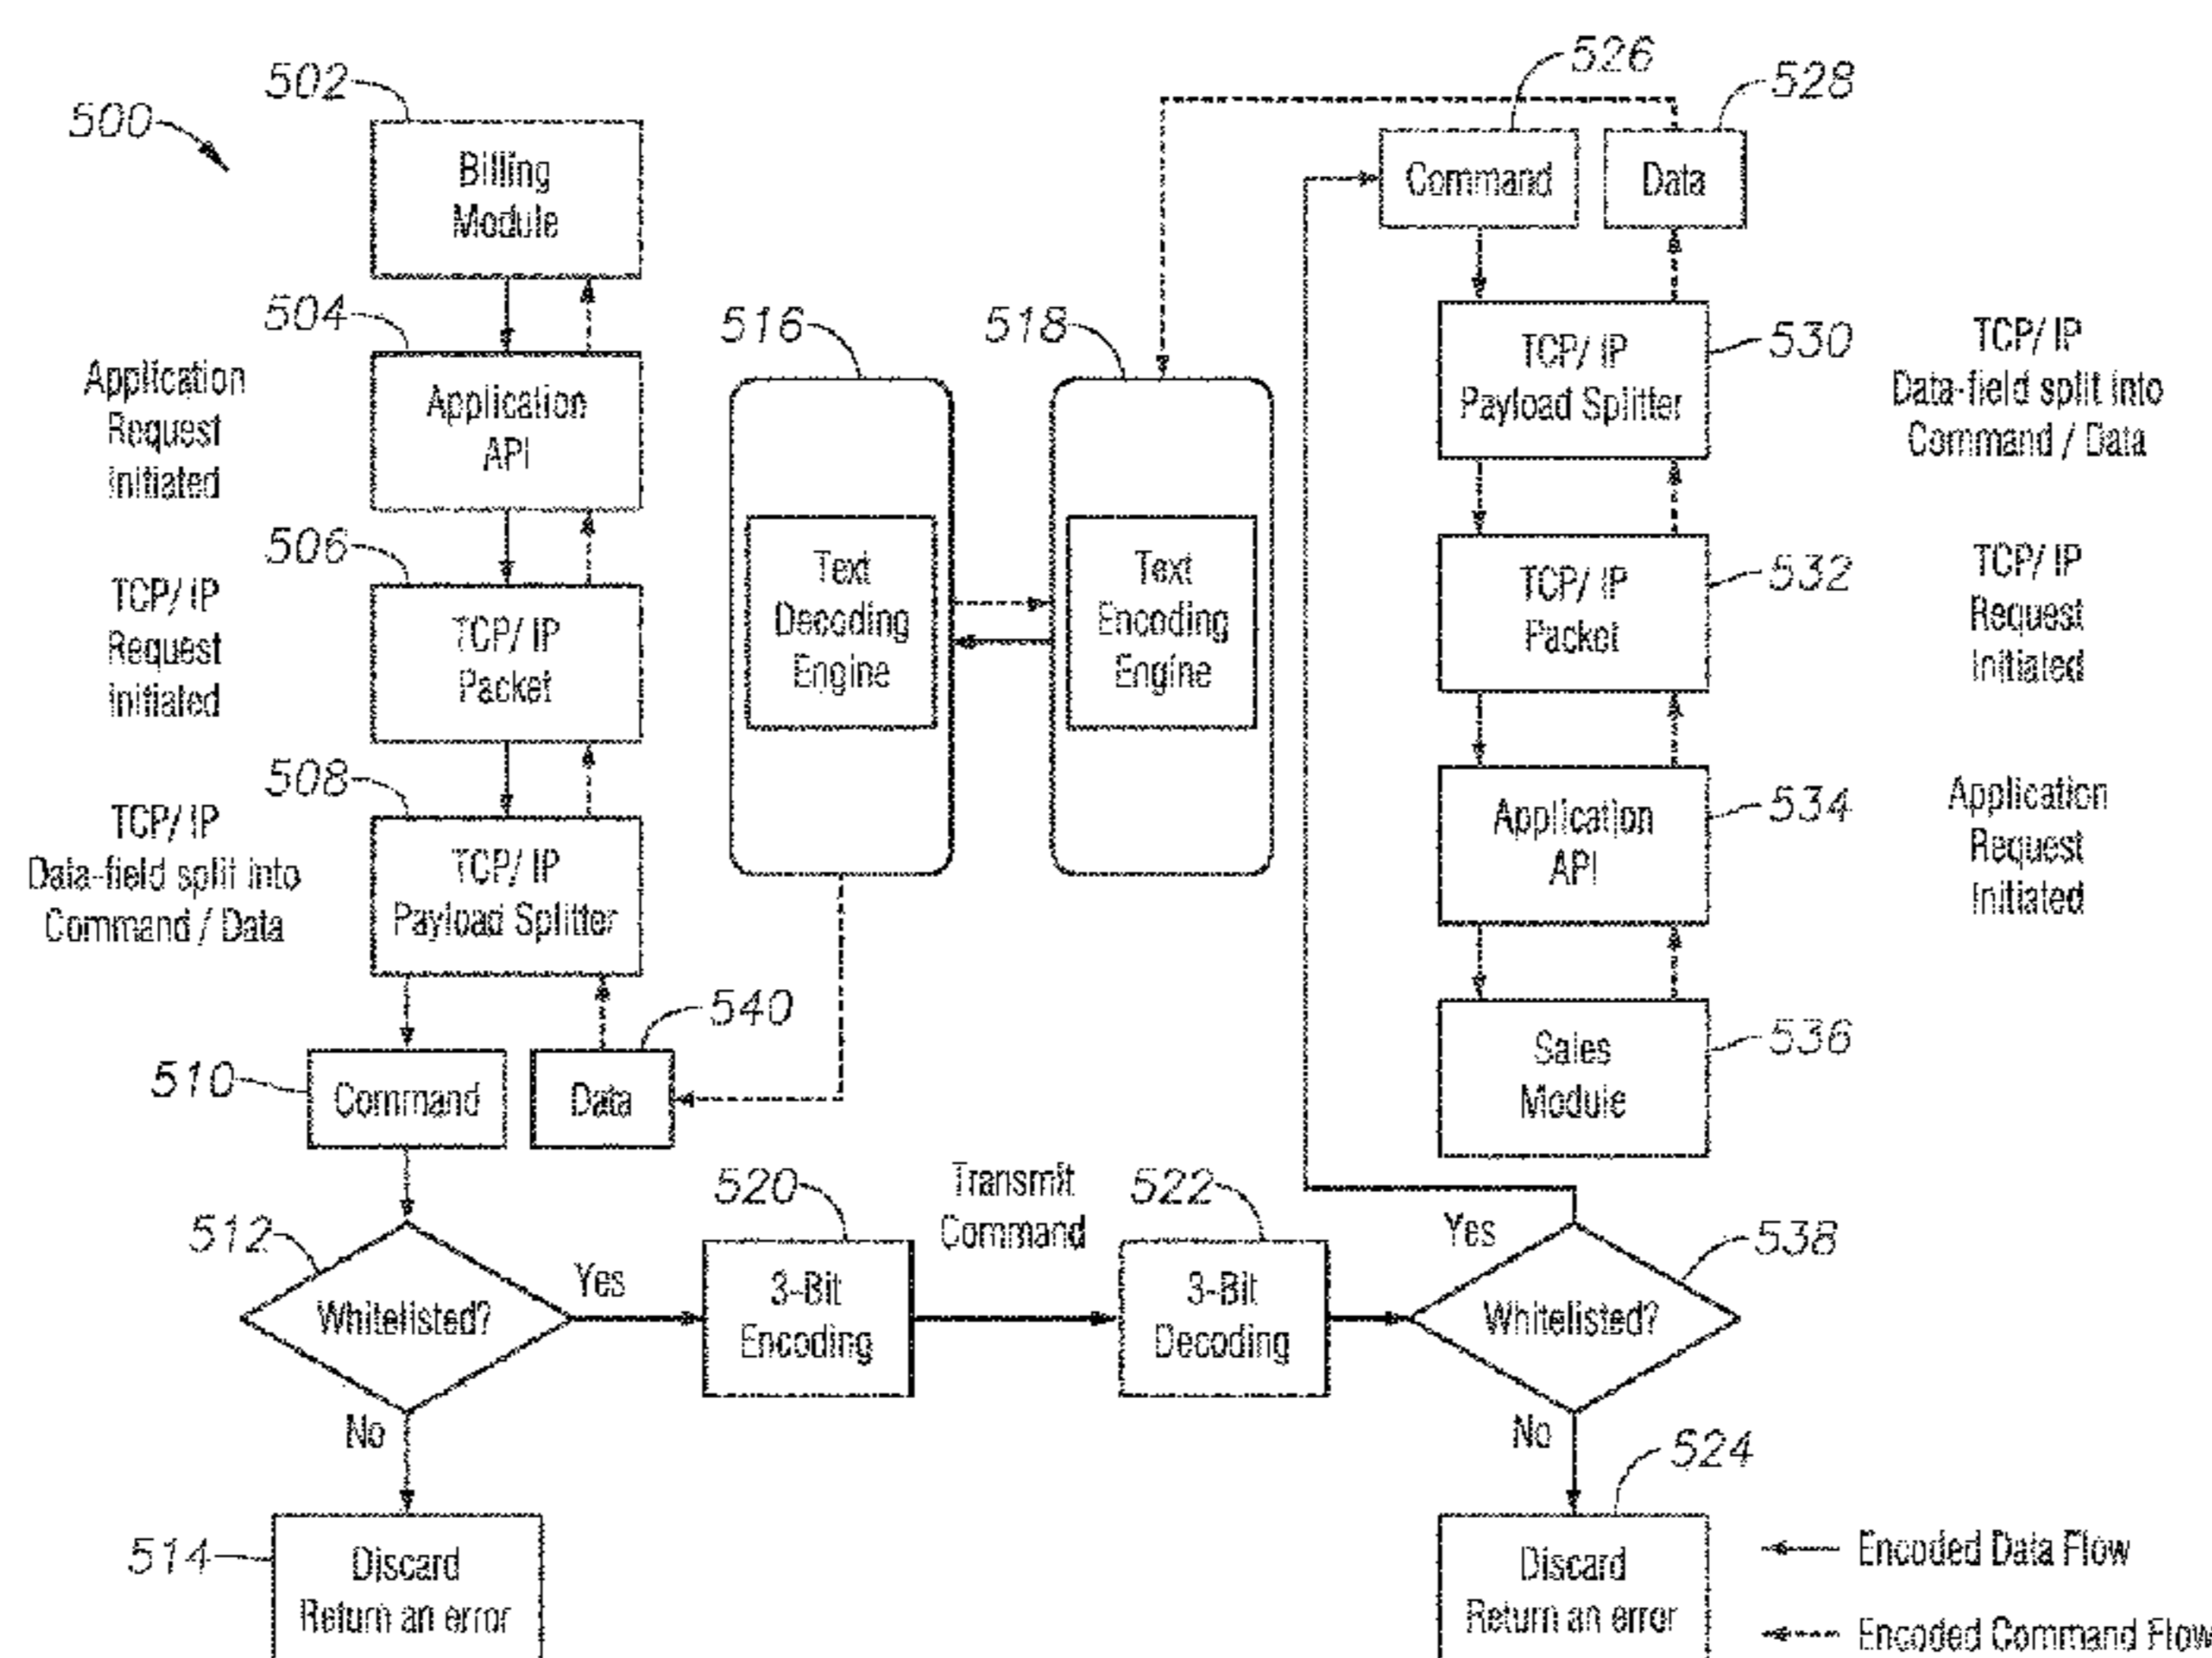 500
502
Billing
Module
504
Application
Request
Initiated
Application
API
506
TCP/ IP
Request
Initiated
TCP/ IP
Packet
508
TCP/ IP
Data-field split into
Command / Data
TCP/ IP
Payload Splitter
510
Command
540
Data
512
Whitelisted?
Yes
No
514
Discard
Return an error
516
Text
Decoding
Engine
518
Text
Encoding
Engine
520
3-Bit
Encoding
Transmit
Command
522
3-Bit
Decoding
526
Command
528
Data
530
TCP/ IP
Payload Splitter
TCP/ IP
Data-field split into
Command / Data
532
TCP/ IP
Packet
TCP/ IP
Request
Initiated
534
Application
API
Application
Request
Initiated
536
Sales
Module
538
Whitelisted?
Yes
No
524
Discard
Return an error
Encoded Data Flow
Encoded Command Flow